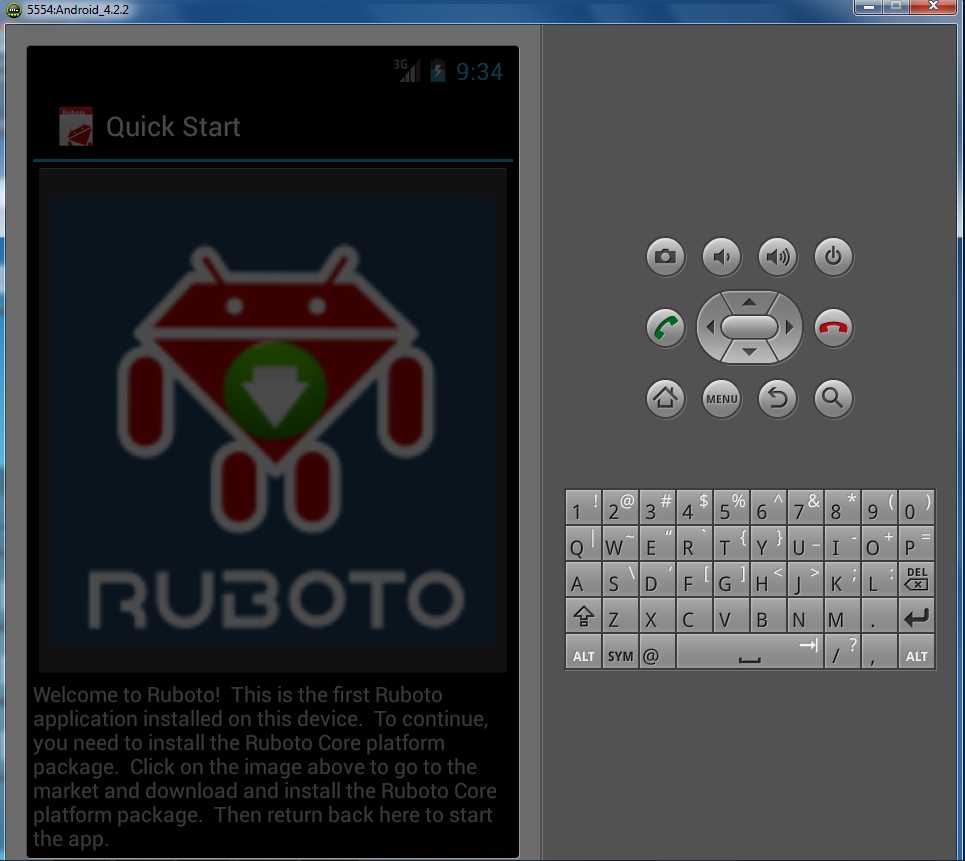 5554:Android_4.2.2
3G 9:34
Ruboto
Quick Start
RUBOTO
Welcome to Ruboto!  This is the first Ruboto
application installed on this device.  To continue,
you need to install the Ruboto Core platform
package.  Click on the image above to go to the
market and download and install the Ruboto Core
platform package.  Then return back here to start
the app.
MENU
1 ! 2 @ 3 # 4 $ 5 % 6 ^ 7 & 8 * 9 ( 0 )
Q | W ~ E " R ` T { Y } U _ I - O + P =
A S \ D ' F [ G ] H < J > K ; L : DEL
Z X C V B N M .
ALT SYM @ / ? , ALT